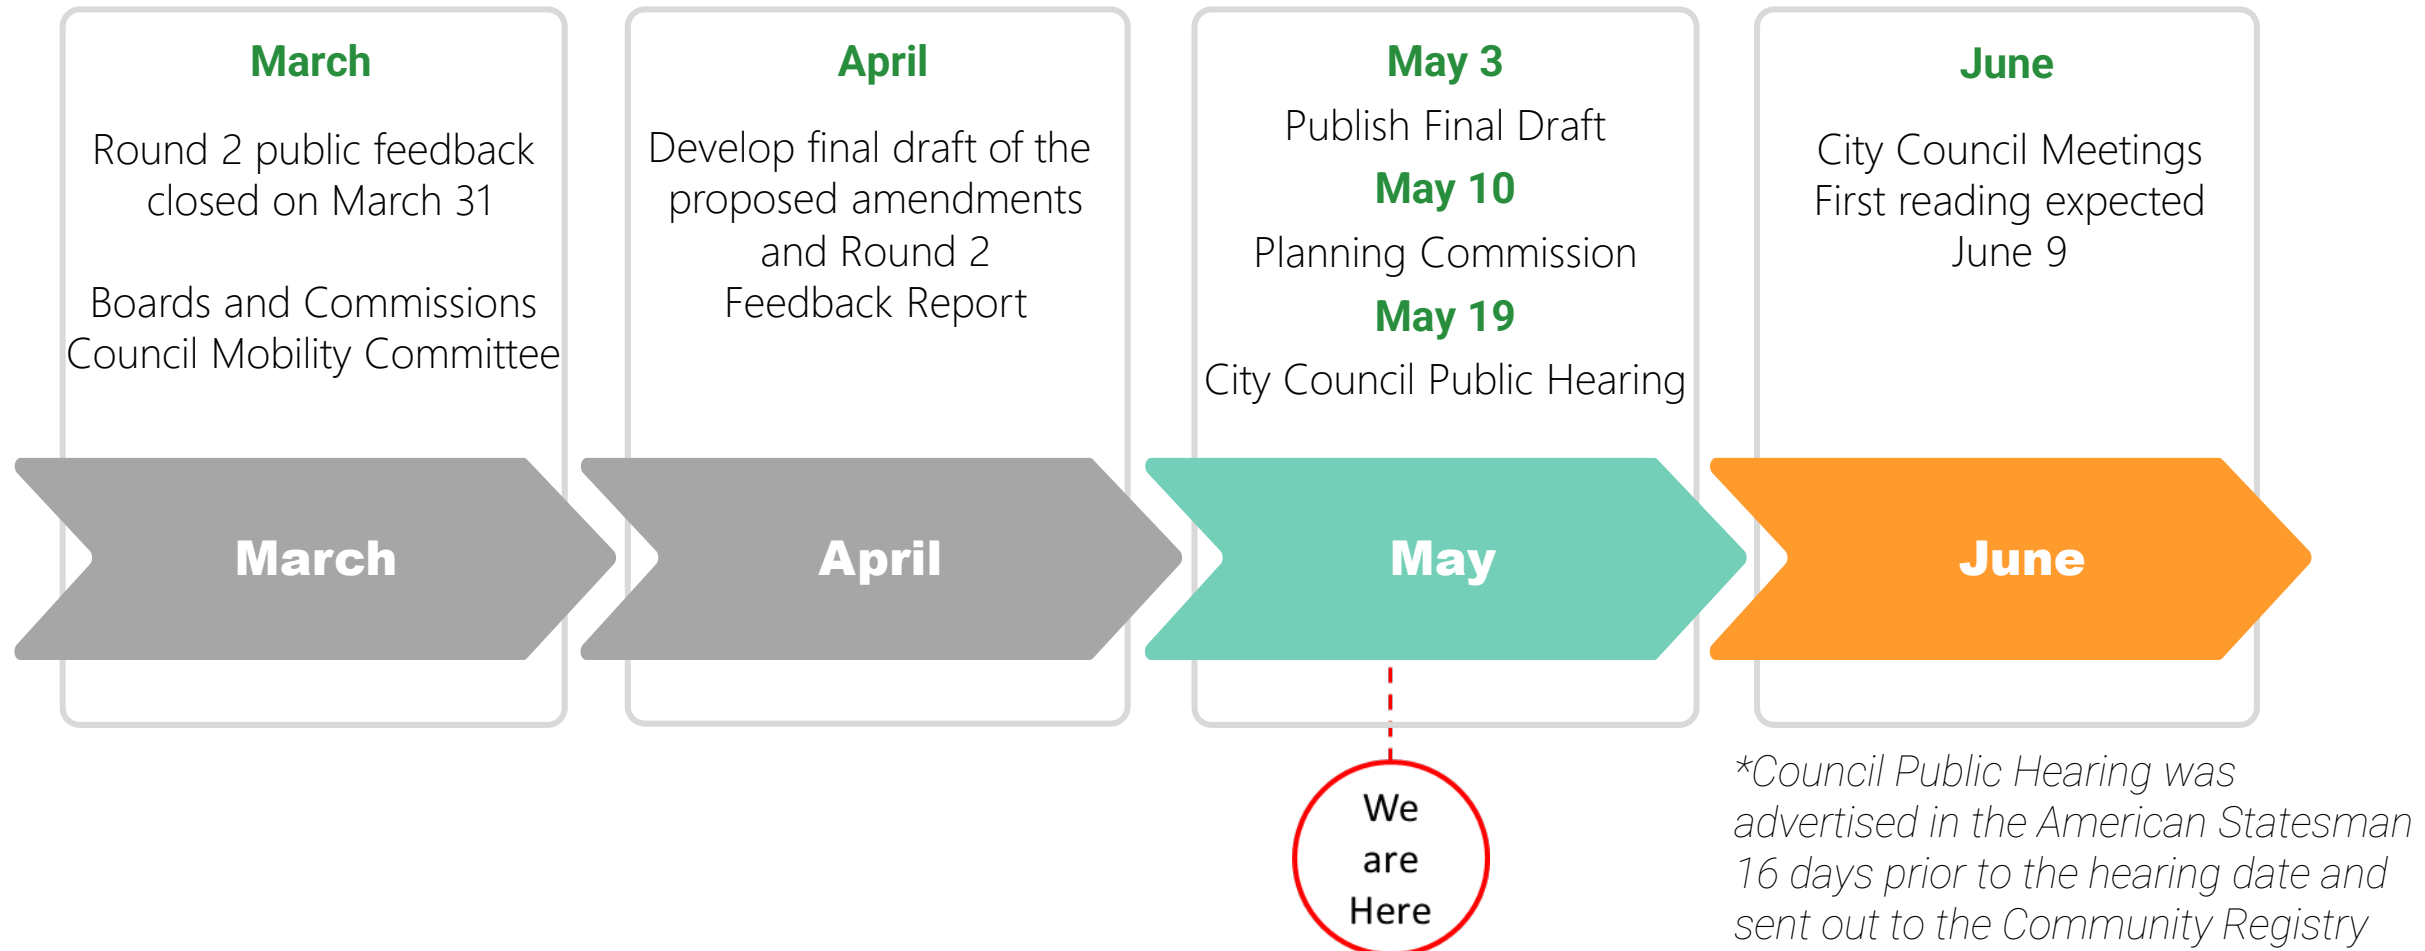 March
Round 2 public feedback
closed on March 31
Boards and Commissions
Council Mobility Committee
April
Develop final draft of the
proposed amendments
and Round 2
Feedback Report
May 3
Publish Final Draft
May 10
Planning Commission
May 19
City Council Public Hearing
June
City Council Meetings
First reading expected
June 9
March
April
May
June
We
are
Here
*Council Public Hearing was
advertised in the American Statesman
16 days prior to the hearing date and
sent out to the Community Registry